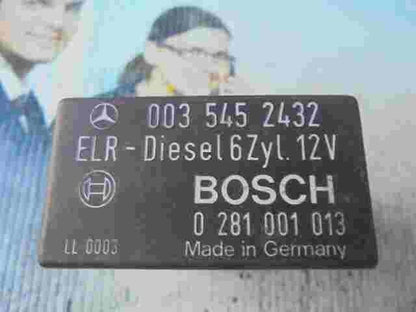 003 545 2432
ELR - Diesel 6Zyl. 12V
BOSCH
0 281 001 013
LL 0003 Made in Germany